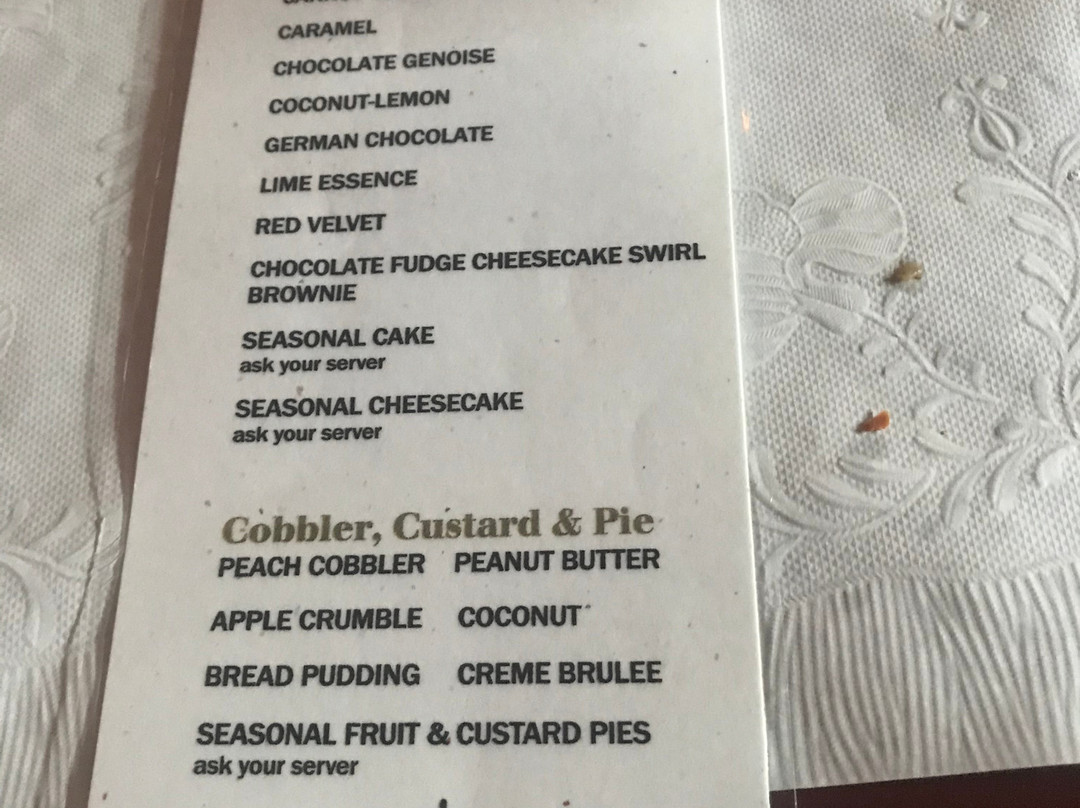 CARAMEL
CHOCOLATE GENOISE
COCONUT-LEMON
GERMAN CHOCOLATE
LIME ESSENCE
RED VELVET
CHOCOLATE FUDGE CHEESECAKE SWIRL
BROWNIE
SEASONAL CAKE
ask your server
SEASONAL CHEESECAKE
ask your server
Cobbler, Custard & Pie
PEACH COBBLER PEANUT BUTTER
APPLE CRUMBLE COCONUT
BREAD PUDDING CREME BRULEE
SEASONAL FRUIT & CUSTARD PIES
ask your server